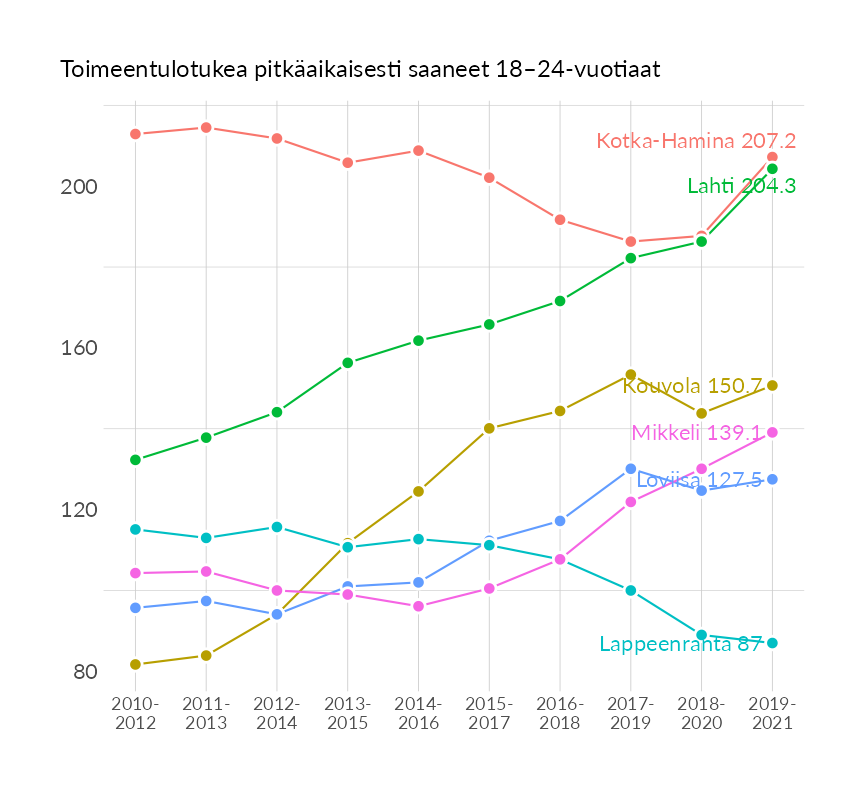 Toimeentulotukea pitkäaikaisesti saaneet 18–24-vuotiaat
Kotka-Hamina 207.2
200
Lahti 204.3
160
Kouvola 150.7
Mikkeli 139.1
Loviisa 127.5
120
Lappeenranta 87
80
2010- 2011- 2012- 2013- 2014- 2015- 2016- 2017- 2018- 2019-
2012 2013 2014 2015 2016 2017 2018 2019 2020 2021